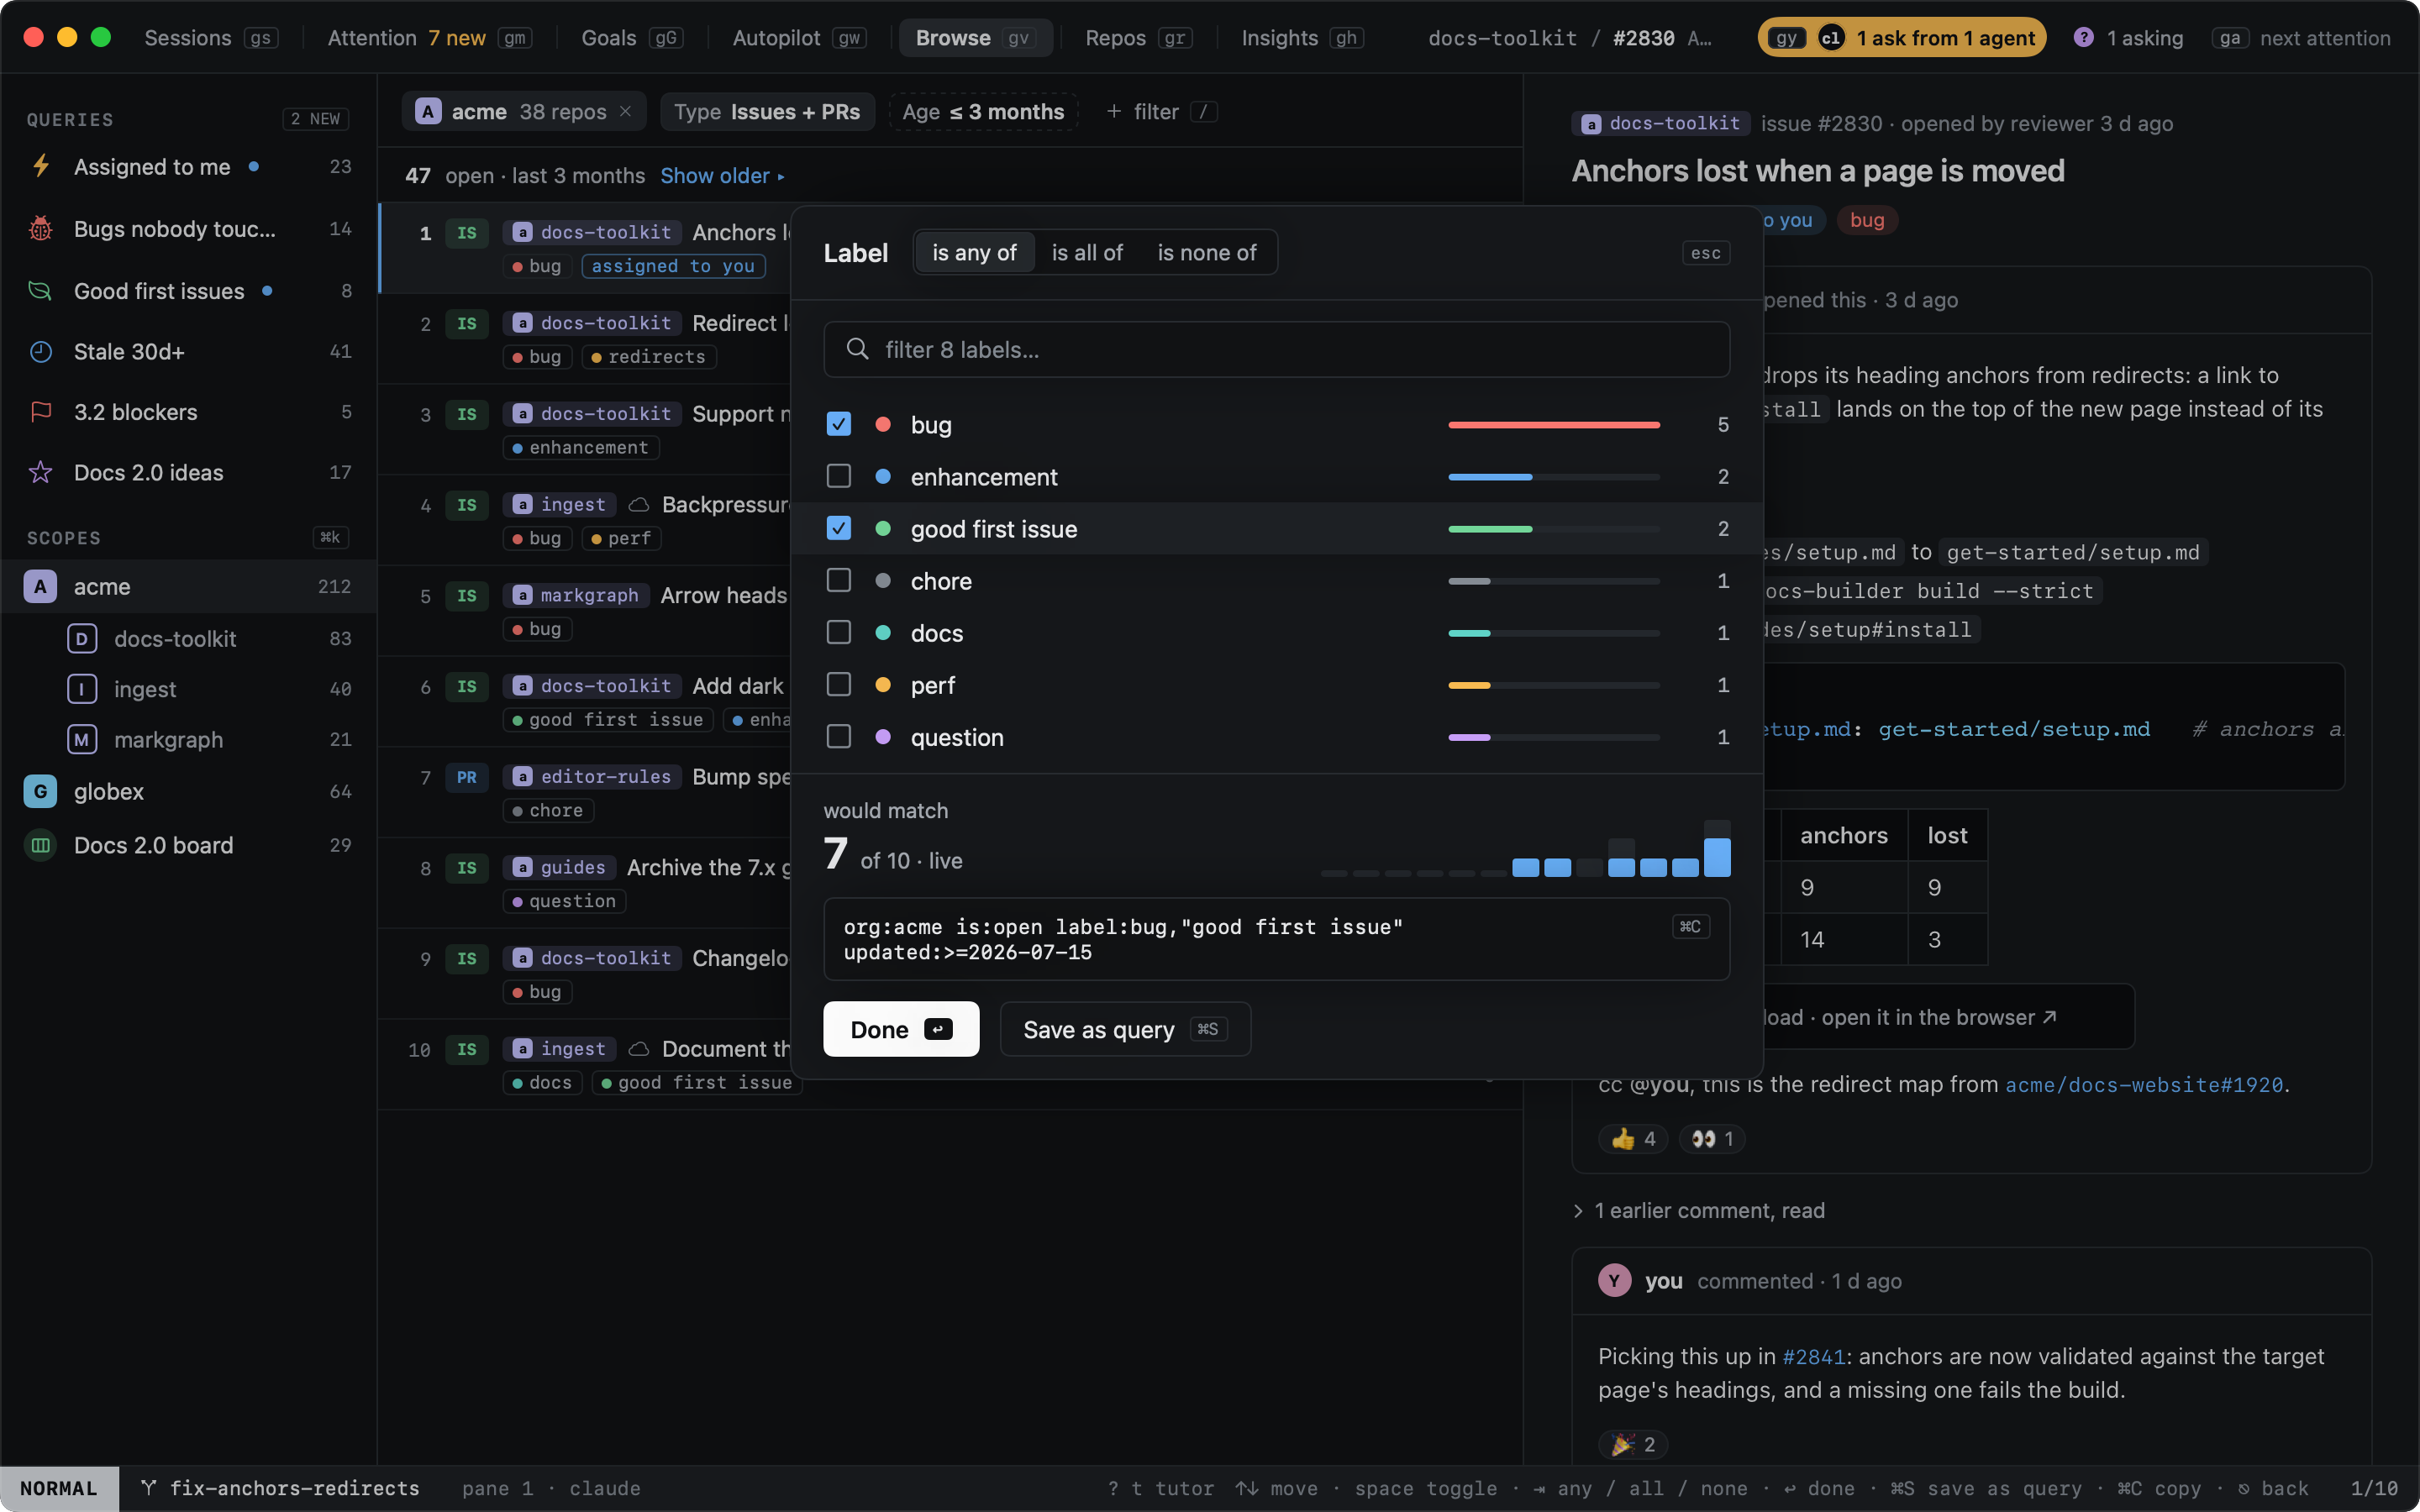 Sessions gs Attention 7 new gm Goals gG Autopilot gw Browse gv Repos gr Insights gh docs-toolkit / #2830 A… gy cl 1 ask from 1 agent ? 1 asking ga next attention
QUERIES 2 NEW
Assigned to me 23
Bugs nobody touc... 14
Good first issues 8
Stale 30d+ 41
3.2 blockers 5
Docs 2.0 ideas 17
SCOPES ⌘k
A acme 212
D docs-toolkit 83
I ingest 40
M markgraph 21
G globex 64
Docs 2.0 board 29
A acme 38 repos × Type Issues + PRs Age ≤ 3 months + filter /
47 open · last 3 months Show older ▸
1 IS a docs-toolkit Anchors l
bug assigned to you
2 IS a docs-toolkit Redirect l
bug redirects
3 IS a docs-toolkit Support n
enhancement
4 IS a ingest Backpressur
bug perf
5 IS a markgraph Arrow heads
bug
6 IS a docs-toolkit Add dark
good first issue enha
7 PR a editor-rules Bump spe
chore
8 IS a guides Archive the 7.x g
question
9 IS a docs-toolkit Changelo
bug
10 IS a ingest Document th
docs good first issue
Label is any of is all of is none of esc
filter 8 labels…
bug 5
enhancement 2
good first issue 2
chore 1
docs 1
perf 1
question 1
would match
7 of 10 · live
org:acme is:open label:bug,"good first issue" ⌘C
updated:>=2026-07-15
Done ↩ Save as query ⌘S
a docs-toolkit issue #2830 · opened by reviewer 3 d ago
Anchors lost when a page is moved
o you bug
pened this · 3 d ago
drops its heading anchors from redirects: a link to
stall lands on the top of the new page instead of its
es/setup.md to get-started/setup.md
ocs-builder build --strict
des/setup#install
etup.md: get-started/setup.md # anchors a
anchors lost
9 9
14 3
load · open it in the browser ↗
cc @you, this is the redirect map from acme/docs-website#1920.
👍 4 👀 1
› 1 earlier comment, read
Y you commented · 1 d ago
Picking this up in #2841: anchors are now validated against the target
page's headings, and a missing one fails the build.
🎉 2
NORMAL fix-anchors-redirects pane 1 · claude ? t tutor ↑↓ move · space toggle · ⇥ any / all / none · ↩ done · ⌘S save as query · ⌘C copy · ⎋ back 1/10